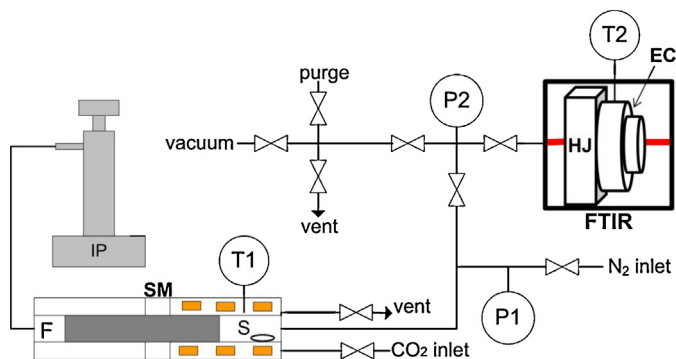 T2
EC
purge
P2
vacuum
HJ
FTIR
vent
IP
T1
N₂ inlet
SM
vent
P1
F
S
CO₂ inlet